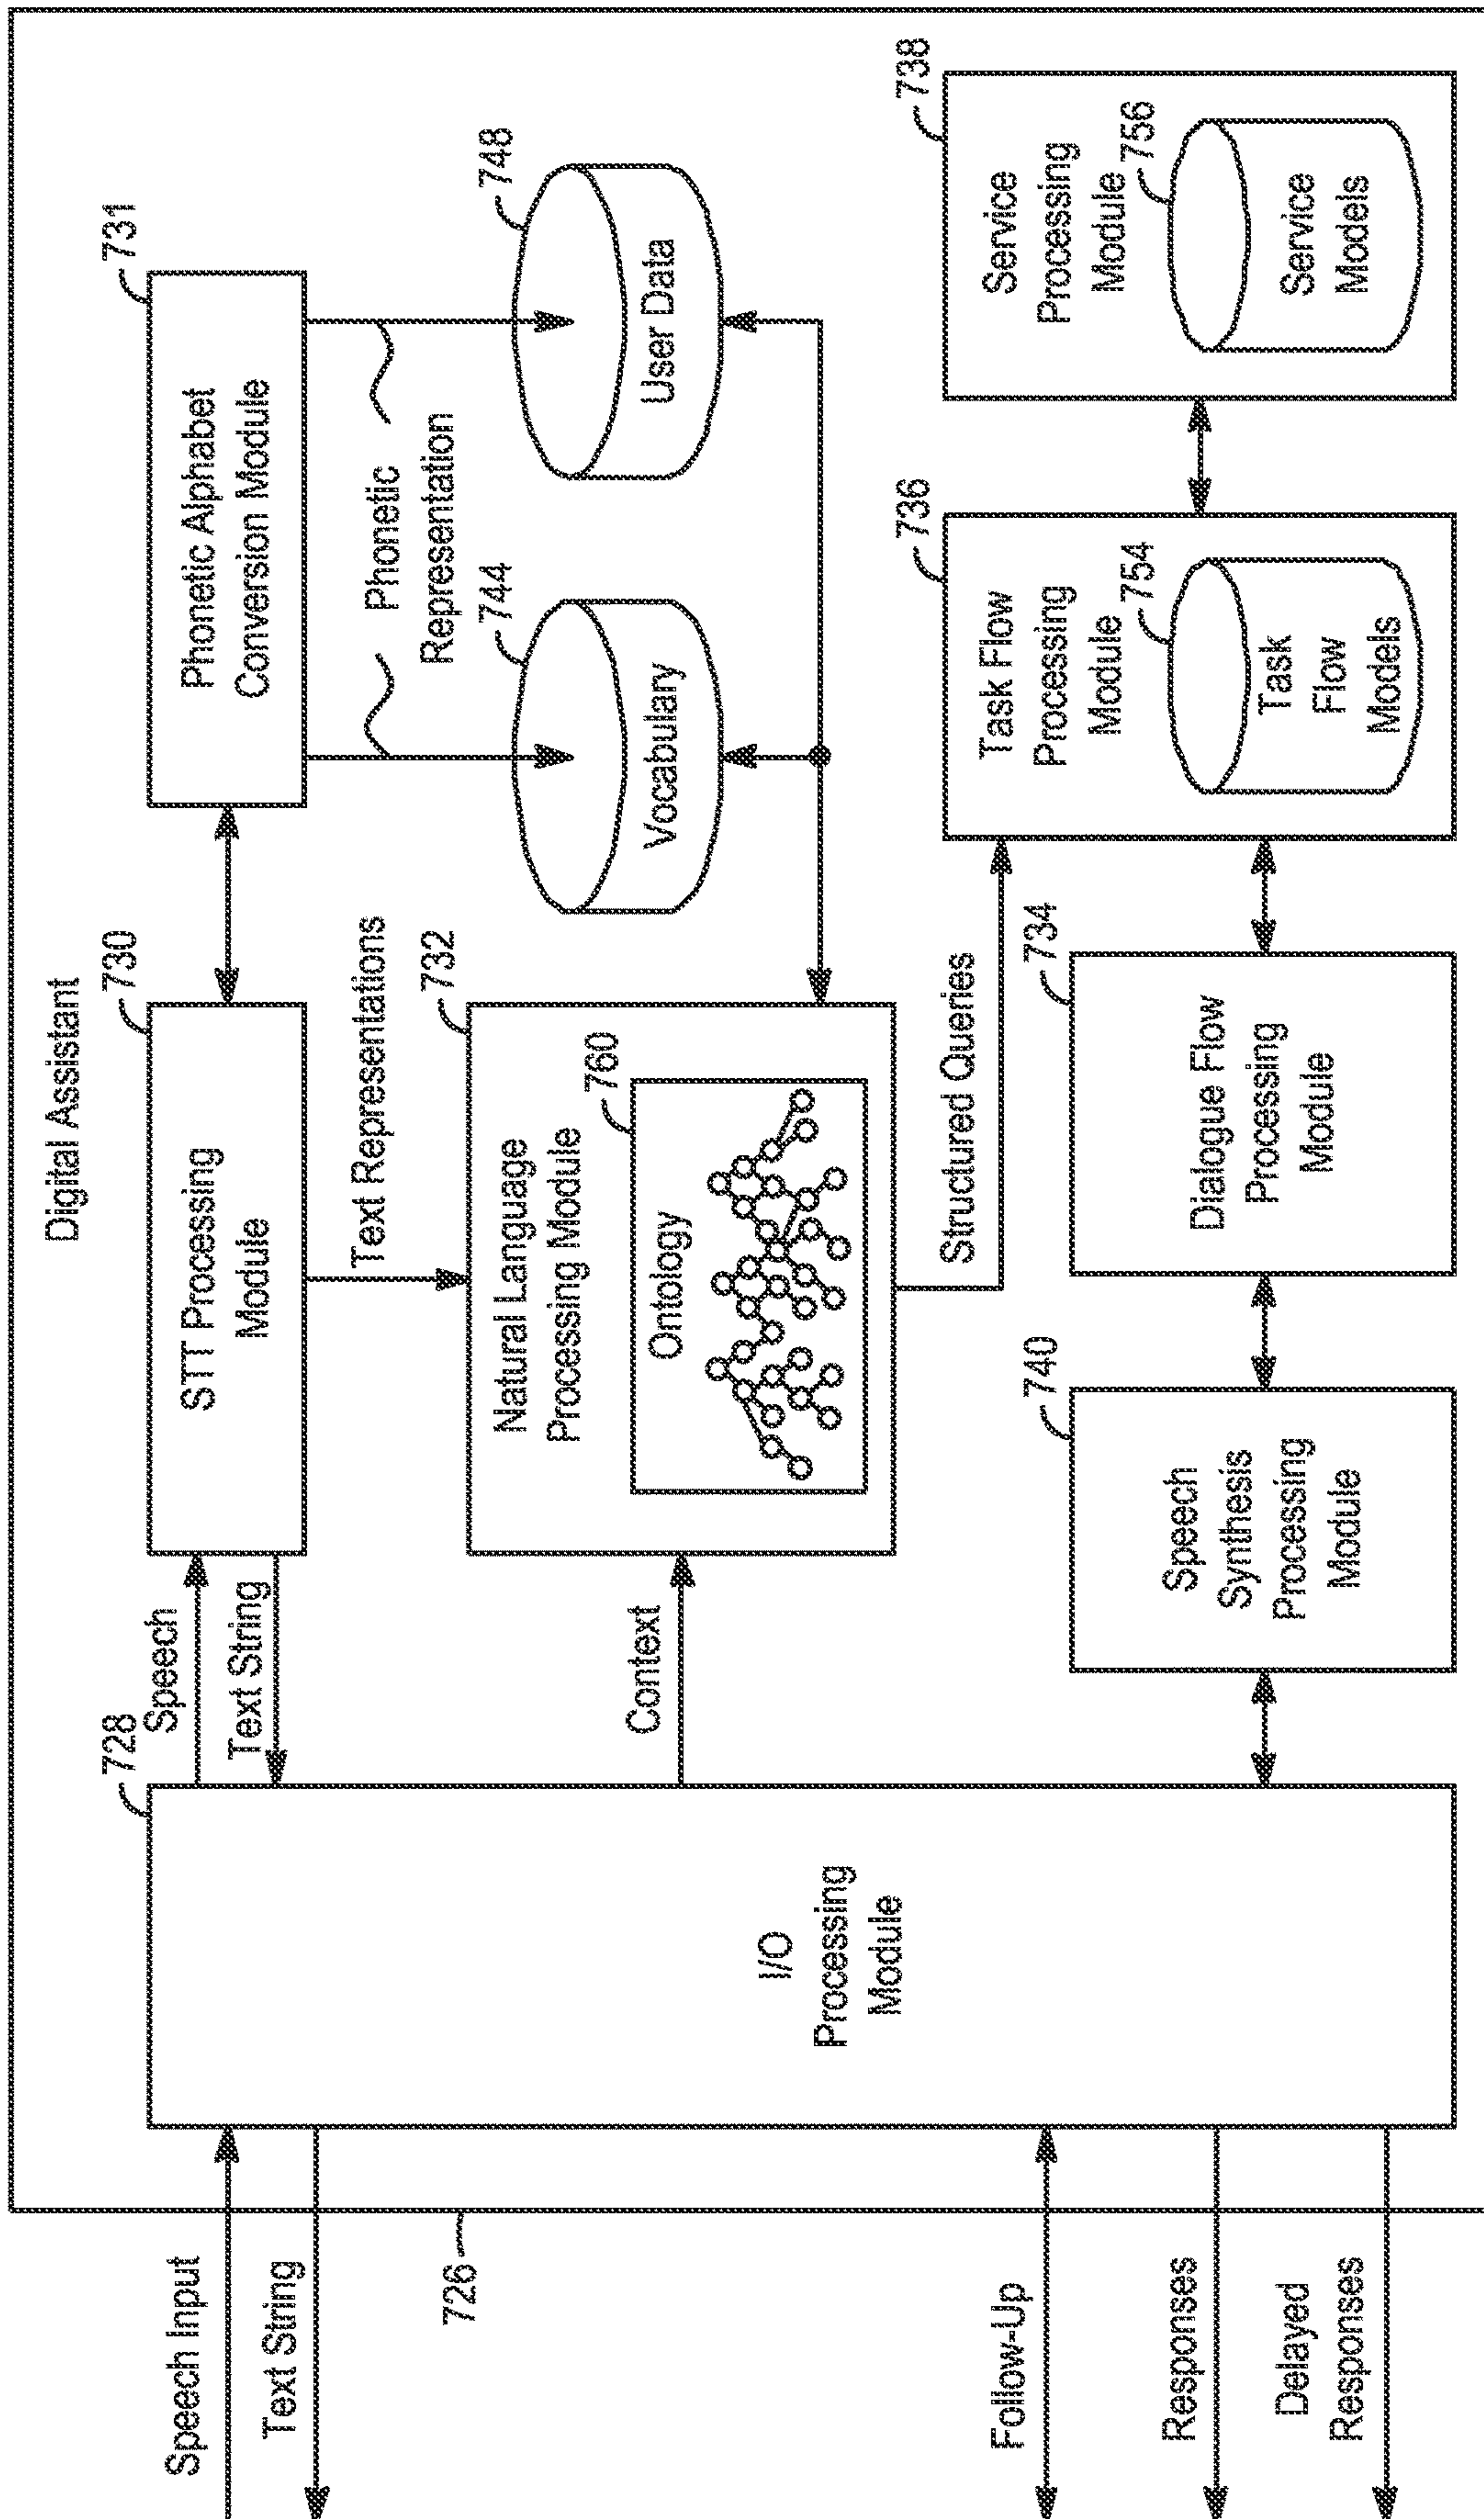 Digital Assistant
Speech Input
Text String
726
Follow-Up
Responses
Delayed
Responses
728
I/O
Processing
Module
Speech
Text String
Context
730
STT Processing
Module
Text Representations
731
Phonetic Alphabet
Conversion Module
Phonetic
Representation
732
Natural Language
Processing Module
760
Ontology
744
Vocabulary
748
User Data
Structured Queries
740
Speech
Synthesis
Processing
Module
734
Dialogue Flow
Processing
Module
736
Task Flow
Processing
Module
754
Task
Flow
Models
738
Service
Processing
Module
756
Service
Models